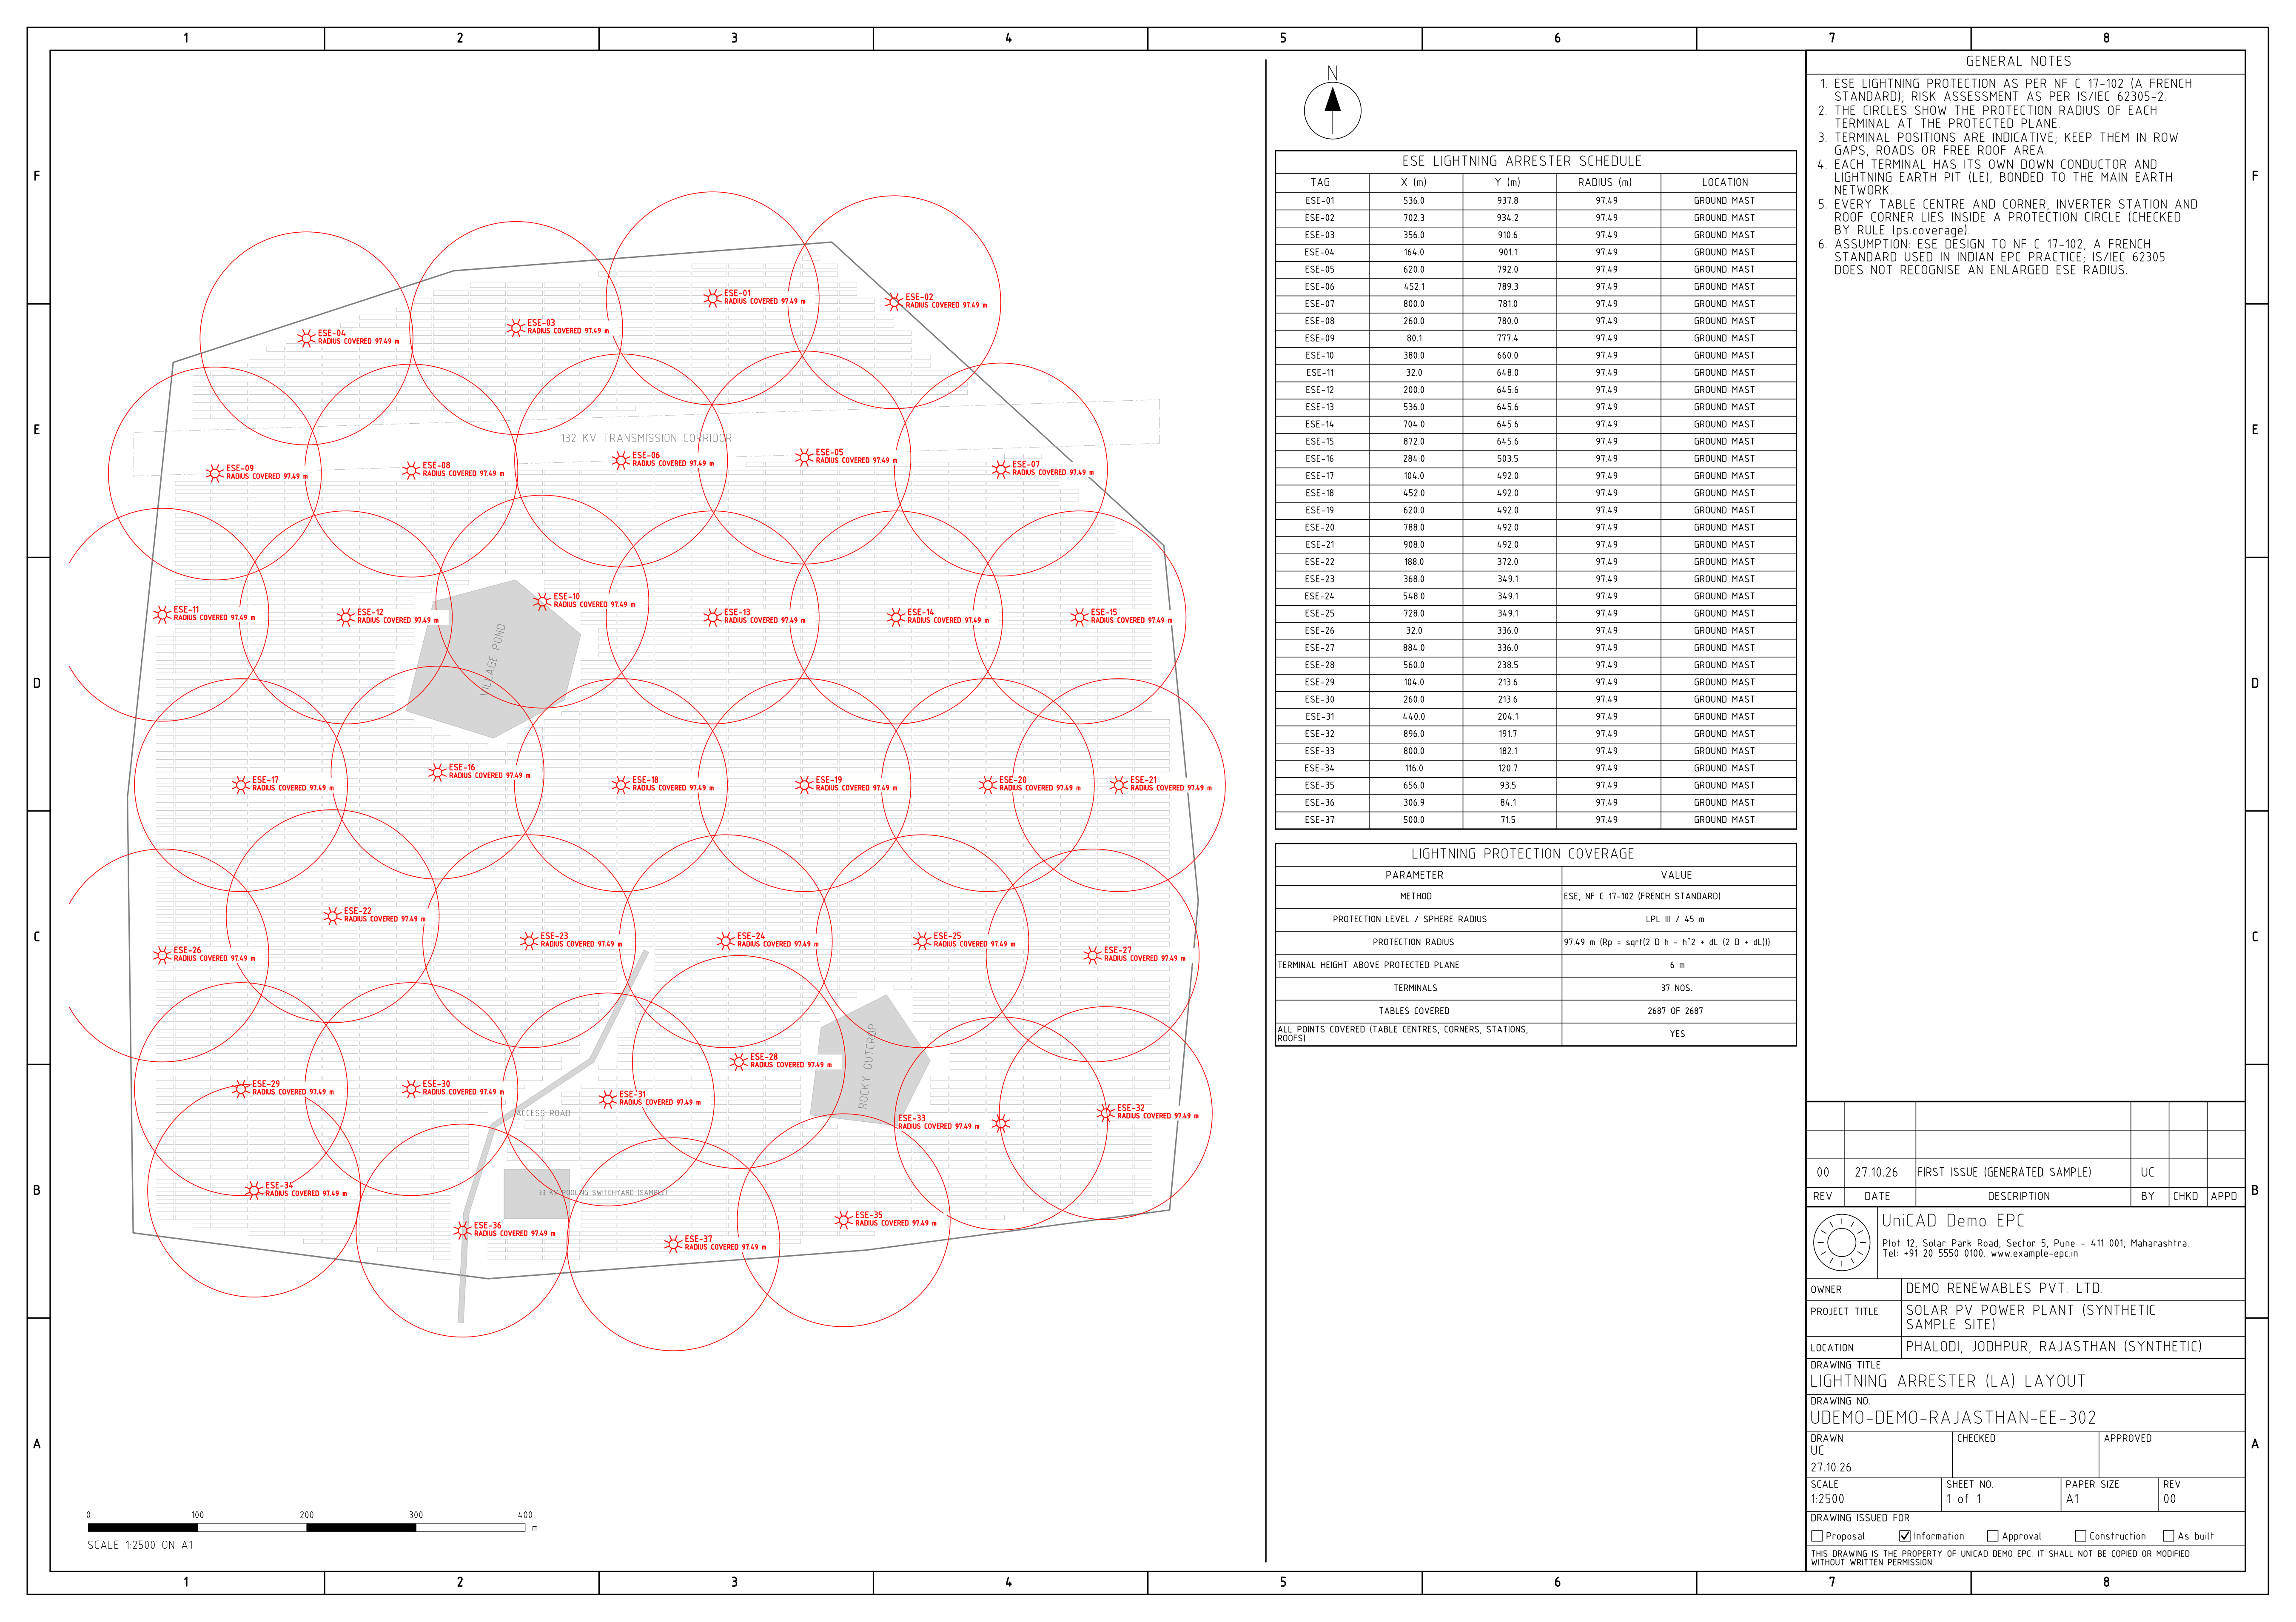 1 2 3 4 5 6 7 8
F
E
D
C
B
A
F
E
D
C
B
A
ESE-01
RADIUS COVERED 97.49 m
ESE-02
RADIUS COVERED 97.49 m
ESE-03
RADIUS COVERED 97.49 m
ESE-04
RADIUS COVERED 97.49 m
132 KV TRANSMISSION CORRIDOR
ESE-05
RADIUS COVERED 97.49 m
ESE-06
RADIUS COVERED 97.49 m
ESE-07
RADIUS COVERED 97.49 m
ESE-08
RADIUS COVERED 97.49 m
ESE-09
RADIUS COVERED 97.49 m
ESE-10
RADIUS COVERED 97.49 m
ESE-11
RADIUS COVERED 97.49 m
ESE-12
RADIUS COVERED 97.49 m
ESE-13
RADIUS COVERED 97.49 m
ESE-14
RADIUS COVERED 97.49 m
ESE-15
RADIUS COVERED 97.49 m
VILLAGE POND
ESE-16
RADIUS COVERED 97.49 m
ESE-17
RADIUS COVERED 97.49 m
ESE-18
RADIUS COVERED 97.49 m
ESE-19
RADIUS COVERED 97.49 m
ESE-20
RADIUS COVERED 97.49 m
ESE-21
RADIUS COVERED 97.49 m
ESE-22
RADIUS COVERED 97.49 m
ESE-23
RADIUS COVERED 97.49 m
ESE-24
RADIUS COVERED 97.49 m
ESE-25
RADIUS COVERED 97.49 m
ESE-26
RADIUS COVERED 97.49 m
ESE-27
RADIUS COVERED 97.49 m
ESE-28
RADIUS COVERED 97.49 m
ROCKY OUTCROP
ESE-29
RADIUS COVERED 97.49 m
ESE-30
RADIUS COVERED 97.49 m
ESE-31
RADIUS COVERED 97.49 m
ACCESS ROAD
ESE-32
RADIUS COVERED 97.49 m
ESE-33
RADIUS COVERED 97.49 m
ESE-34
RADIUS COVERED 97.49 m
33 KV POOLING SWITCHYARD (SAMPLE)
ESE-35
RADIUS COVERED 97.49 m
ESE-36
RADIUS COVERED 97.49 m
ESE-37
RADIUS COVERED 97.49 m
0 100 200 300 400
m
SCALE 1:2500 ON A1
N
ESE LIGHTNING ARRESTER SCHEDULE
TAG X (m) Y (m) RADIUS (m) LOCATION
ESE-01 536.0 937.8 97.49 GROUND MAST
ESE-02 702.3 934.2 97.49 GROUND MAST
ESE-03 356.0 910.6 97.49 GROUND MAST
ESE-04 164.0 901.1 97.49 GROUND MAST
ESE-05 620.0 792.0 97.49 GROUND MAST
ESE-06 452.1 789.3 97.49 GROUND MAST
ESE-07 800.0 781.0 97.49 GROUND MAST
ESE-08 260.0 780.0 97.49 GROUND MAST
ESE-09 80.1 777.4 97.49 GROUND MAST
ESE-10 380.0 660.0 97.49 GROUND MAST
ESE-11 32.0 648.0 97.49 GROUND MAST
ESE-12 200.0 645.6 97.49 GROUND MAST
ESE-13 536.0 645.6 97.49 GROUND MAST
ESE-14 704.0 645.6 97.49 GROUND MAST
ESE-15 872.0 645.6 97.49 GROUND MAST
ESE-16 284.0 503.5 97.49 GROUND MAST
ESE-17 104.0 492.0 97.49 GROUND MAST
ESE-18 452.0 492.0 97.49 GROUND MAST
ESE-19 620.0 492.0 97.49 GROUND MAST
ESE-20 788.0 492.0 97.49 GROUND MAST
ESE-21 908.0 492.0 97.49 GROUND MAST
ESE-22 188.0 372.0 97.49 GROUND MAST
ESE-23 368.0 349.1 97.49 GROUND MAST
ESE-24 548.0 349.1 97.49 GROUND MAST
ESE-25 728.0 349.1 97.49 GROUND MAST
ESE-26 32.0 336.0 97.49 GROUND MAST
ESE-27 884.0 336.0 97.49 GROUND MAST
ESE-28 560.0 238.5 97.49 GROUND MAST
ESE-29 104.0 213.6 97.49 GROUND MAST
ESE-30 260.0 213.6 97.49 GROUND MAST
ESE-31 440.0 204.1 97.49 GROUND MAST
ESE-32 896.0 191.7 97.49 GROUND MAST
ESE-33 800.0 182.1 97.49 GROUND MAST
ESE-34 116.0 120.7 97.49 GROUND MAST
ESE-35 656.0 93.5 97.49 GROUND MAST
ESE-36 306.9 84.1 97.49 GROUND MAST
ESE-37 500.0 71.5 97.49 GROUND MAST
LIGHTNING PROTECTION COVERAGE
PARAMETER VALUE
METHOD ESE, NF C 17-102 (FRENCH STANDARD)
PROTECTION LEVEL / SPHERE RADIUS LPL III / 45 m
PROTECTION RADIUS 97.49 m (Rp = sqrt(2 D h - h^2 + dL (2 D + dL)))
TERMINAL HEIGHT ABOVE PROTECTED PLANE 6 m
TERMINALS 37 NOS.
TABLES COVERED 2687 OF 2687
ALL POINTS COVERED (TABLE CENTRES, CORNERS, STATIONS,
ROOFS) YES
GENERAL NOTES
1. ESE LIGHTNING PROTECTION AS PER NF C 17-102 (A FRENCH
STANDARD); RISK ASSESSMENT AS PER IS/IEC 62305-2.
2. THE CIRCLES SHOW THE PROTECTION RADIUS OF EACH
TERMINAL AT THE PROTECTED PLANE.
3. TERMINAL POSITIONS ARE INDICATIVE; KEEP THEM IN ROW
GAPS, ROADS OR FREE ROOF AREA.
4. EACH TERMINAL HAS ITS OWN DOWN CONDUCTOR AND
LIGHTNING EARTH PIT (LE), BONDED TO THE MAIN EARTH
NETWORK.
5. EVERY TABLE CENTRE AND CORNER, INVERTER STATION AND
ROOF CORNER LIES INSIDE A PROTECTION CIRCLE (CHECKED
BY RULE lps.coverage).
6. ASSUMPTION: ESE DESIGN TO NF C 17-102, A FRENCH
STANDARD USED IN INDIAN EPC PRACTICE; IS/IEC 62305
DOES NOT RECOGNISE AN ENLARGED ESE RADIUS.
00 27.10.26 FIRST ISSUE (GENERATED SAMPLE) UC
REV DATE DESCRIPTION BY CHKD APPD
UniCAD Demo EPC
Plot 12, Solar Park Road, Sector 5, Pune - 411 001, Maharashtra.
Tel: +91 20 5550 0100. www.example-epc.in
OWNER DEMO RENEWABLES PVT. LTD.
PROJECT TITLE SOLAR PV POWER PLANT (SYNTHETIC
SAMPLE SITE)
LOCATION PHALODI, JODHPUR, RAJASTHAN (SYNTHETIC)
DRAWING TITLE
LIGHTNING ARRESTER (LA) LAYOUT
DRAWING NO.
UDEMO-DEMO-RAJASTHAN-EE-302
DRAWN CHECKED APPROVED
UC
27.10.26
SCALE SHEET NO. PAPER SIZE REV
1:2500 1 of 1 A1 00
DRAWING ISSUED FOR
Proposal Information Approval Construction As built
THIS DRAWING IS THE PROPERTY OF UNICAD DEMO EPC. IT SHALL NOT BE COPIED OR MODIFIED
WITHOUT WRITTEN PERMISSION.
1 2 3 4 5 6 7 8